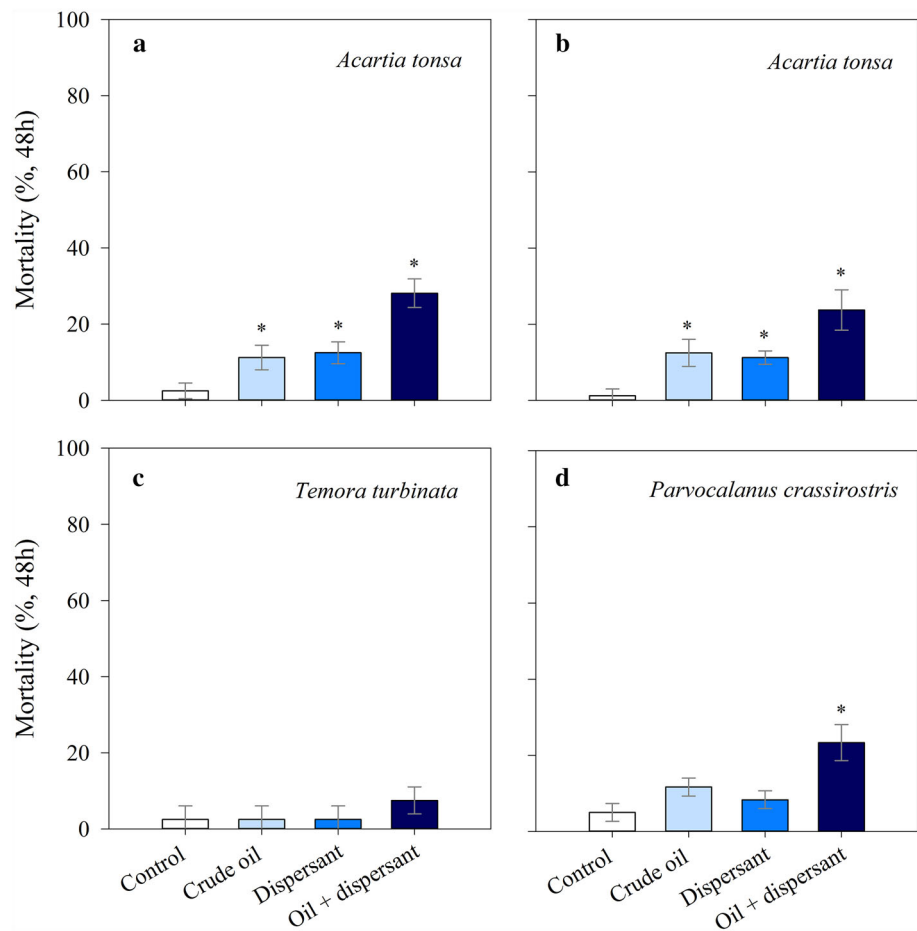 100
80
60
40
20
0
Mortality (%, 48h)
a
Acartia tonsa
*
*
*
b
Acartia tonsa
*
*
*
100
80
60
40
20
0
Mortality (%, 48h)
c
Temora turbinata
Control
Crude oil
Dispersant
Oil + dispersant
d
Parvocalanus crassirostris
*
Control
Crude oil
Dispersant
Oil + dispersant